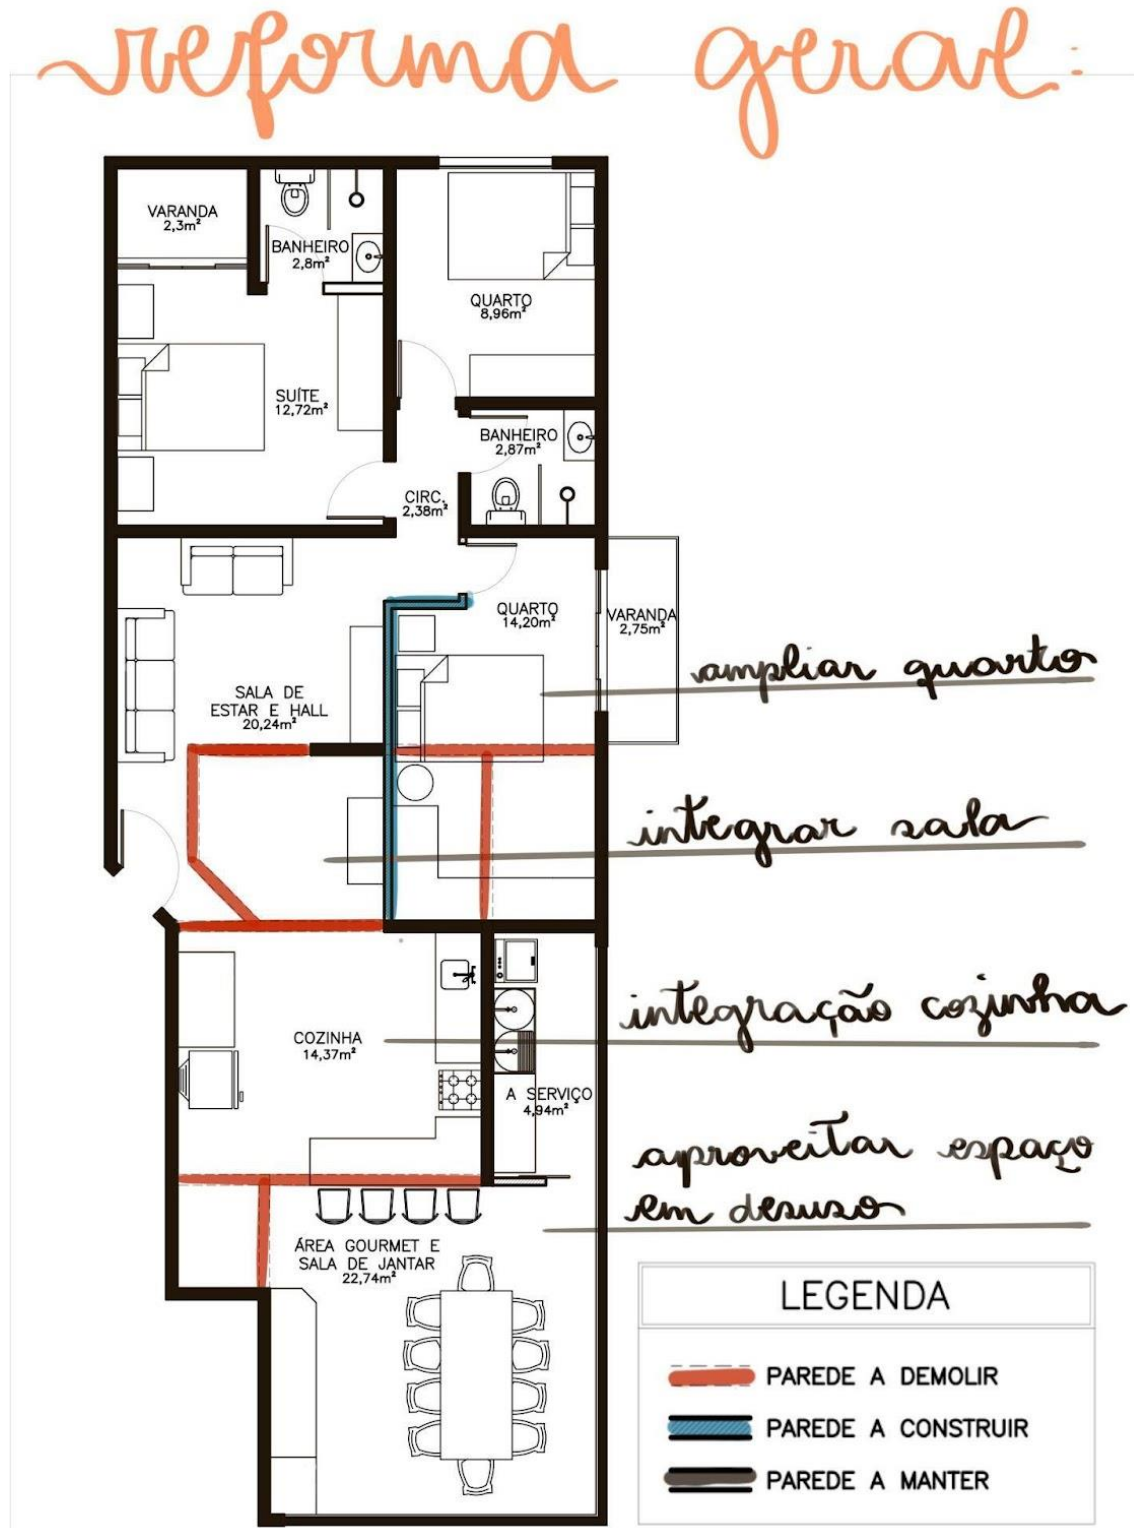 reforma geral:
VARANDA
2,3m²
BANHEIRO
2,8m²
QUARTO
8,96m²
SUÍTE
12,72m²
BANHEIRO
2,87m²
CIRC.
2,38m²
QUARTO
14,20m²
VARANDA
2,75m²
ampliar quarto
SALA DE
ESTAR E HALL
20,24m²
integrar sala
integração cozinha
COZINHA
14,37m²
A SERVIÇO
4,94m²
aproveitar espaço
em desuso
ÁREA GOURMET E
SALA DE JANTAR
22,74m²
LEGENDA
PAREDE A DEMOLIR
PAREDE A CONSTRUIR
PAREDE A MANTER